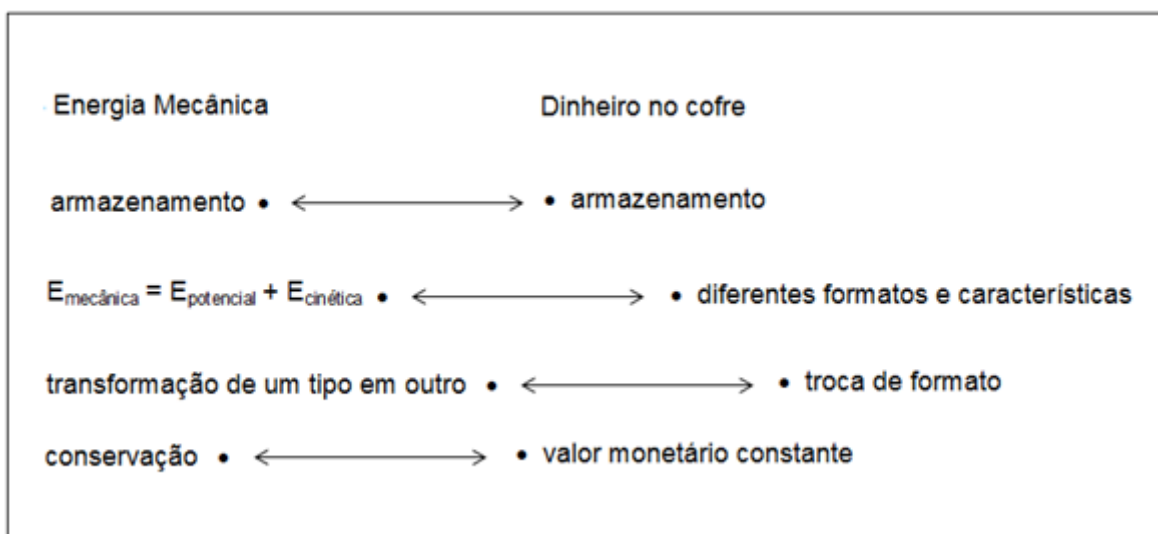 Energia Mecânica Dinheiro no cofre
armazenamento • • armazenamento
Emecânica = Epotencial + Ecinética • • diferentes formatos e características
transformação de um tipo em outro • • troca de formato
conservação • • valor monetário constante